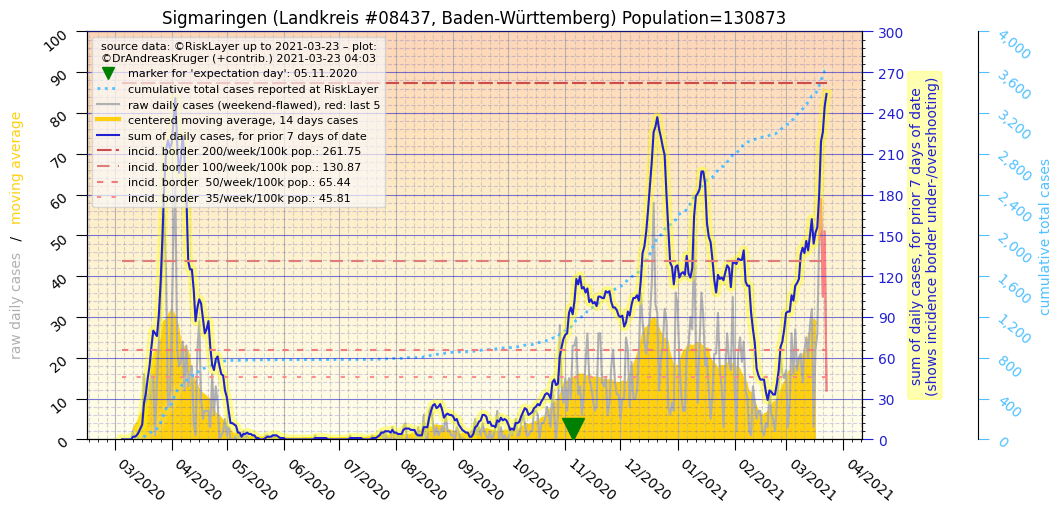 Sigmaringen (Landkreis #08437, Baden-Württemberg) Population=130873
source data: ©RiskLayer up to 2021-03-23 – plot:
©DrAndreasKruger (+contrib.) 2021-03-23 04:03
marker for 'expectation day': 05.11.2020
cumulative total cases reported at RiskLayer
raw daily cases (weekend-flawed), red: last 5
centered moving average, 14 days cases
sum of daily cases, for prior 7 days of date
incid. border 200/week/100k pop.: 261.75
incid. border 100/week/100k pop.: 130.87
incid. border  50/week/100k pop.: 65.44
incid. border  35/week/100k pop.: 45.81
raw daily cases / moving average
100
90
80
70
60
50
40
30
20
10
0
03/2020
04/2020
05/2020
06/2020
07/2020
08/2020
09/2020
10/2020
11/2020
12/2020
01/2021
02/2021
03/2021
04/2021
300
270
240
210
180
150
120
90
60
30
0
sum of daily cases, for prior 7 days of date
(shows incidence border under-/overshooting)
4,000
3,600
3,200
2,800
2,400
2,000
1,600
1,200
800
400
0
cumulative total cases